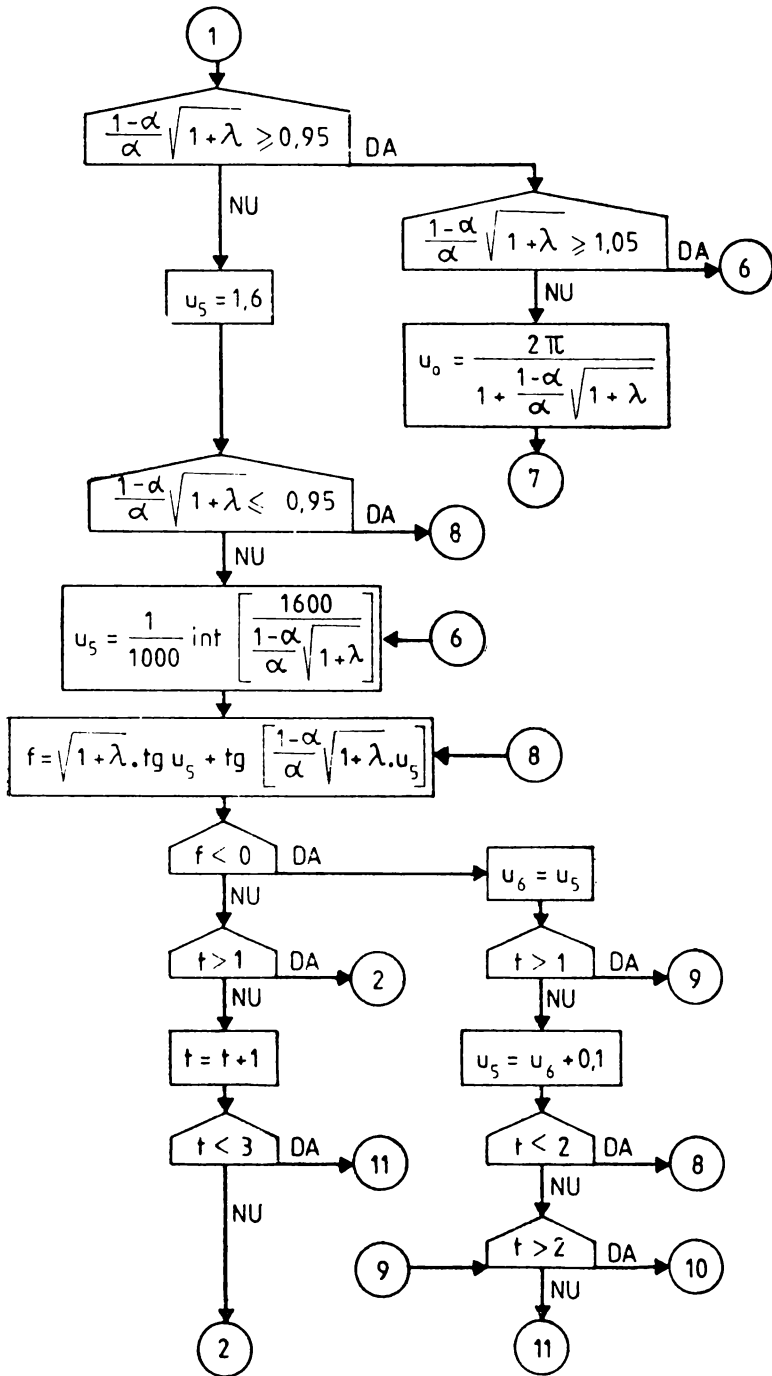 1
(1-α)/α √(1+λ) ⩾ 0,95
DA
NU
(1-α)/α √(1+λ) ⩾ 1,05
DA
6
NU
u₅ = 1,6
u₀ = 2π / (1 + (1-α)/α √(1+λ))
7
(1-α)/α √(1+λ) ⩽ 0,95
DA
8
NU
u₅ = 1/1000 int [1600 / ((1-α)/α √(1+λ))]
6
f = √(1+λ) . tg u₅ + tg [(1-α)/α √(1+λ) . u₅]
8
f < 0
DA
u₆ = u₅
NU
t > 1
DA
2
t > 1
DA
9
NU
NU
t = t+1
u₅ = u₆ + 0,1
t < 3
DA
11
t < 2
DA
8
NU
NU
9
t > 2
DA
10
NU
2
11